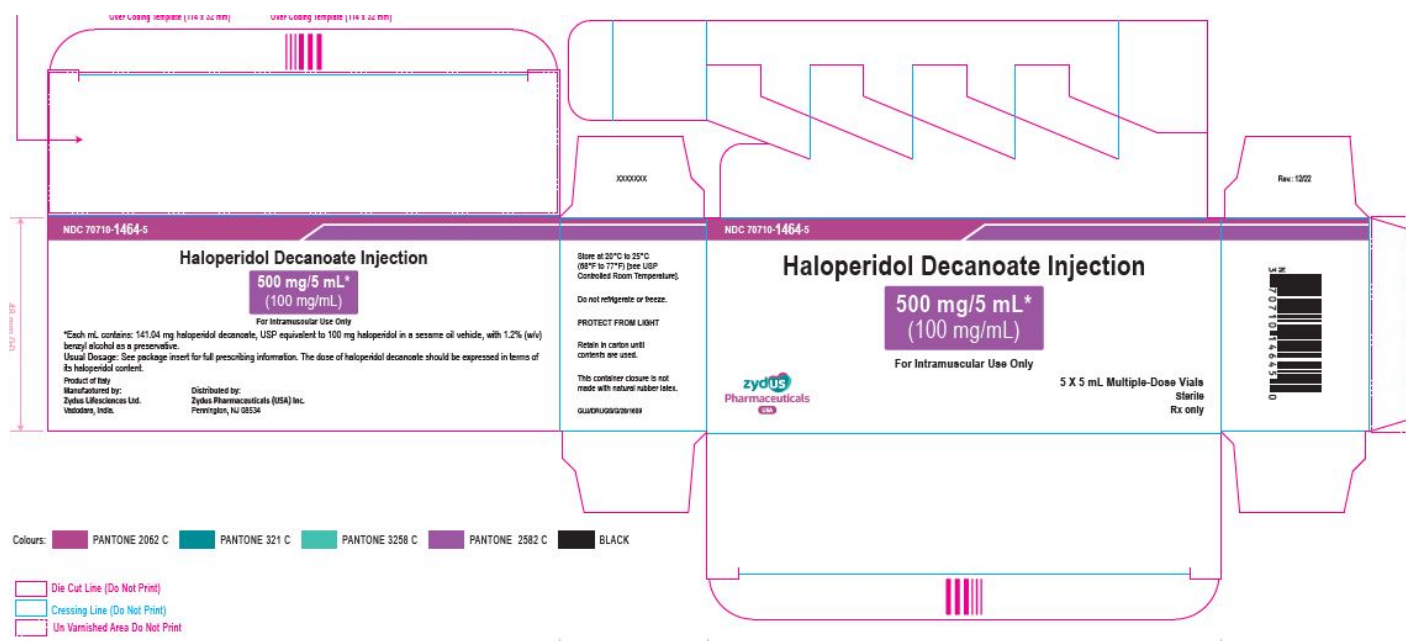 Over Coding Template (114 x 32 mm)
Over Coding Template (114 x 32 mm)
XXXXXXX
Rev.: 12/22
NDC 70710-1464-5
Haloperidol Decanoate Injection
500 mg/5 mL*
(100 mg/mL)
For Intramuscular Use Only
*Each mL contains: 141.04 mg haloperidol decanoate, USP equivalent to 100 mg haloperidol in a sesame oil vehicle, with 1.2% (w/v)
benzyl alcohol as a preservative.
Usual Dosage: See package insert for full prescribing information. The dose of haloperidol decanoate should be expressed in terms of
its haloperidol content.
Product of Italy
Manufactured by:
Zydus Lifesciences Ltd.
Vadodara, India.
Distributed by:
Zydus Pharmaceuticals (USA) Inc.
Pennington, NJ 08534
Store at 20°C to 25°C
(68°F to 77°F) [see USP
Controlled Room Temperature].
Do not refrigerate or freeze.
PROTECT FROM LIGHT
Retain in carton until
contents are used.
This container closure is not
made with natural rubber latex.
NDC 70710-1464-5
Haloperidol Decanoate Injection
500 mg/5 mL*
(100 mg/mL)
For Intramuscular Use Only
zydus
Pharmaceuticals
USA
5 X 5 mL Multiple-Dose Vials
Sterile
Rx only
N
3 70710 14645 0
Colours: PANTONE 2062 C PANTONE 321 C PANTONE 3258 C PANTONE 2582 C BLACK
Die Cut Line (Do Not Print)
Cressing Line (Do Not Print)
Un Varnished Area Do Not Print